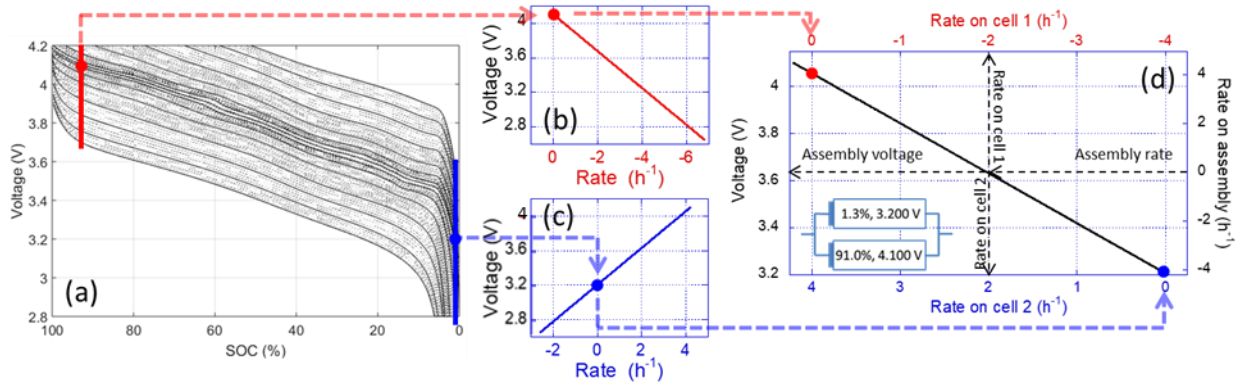 4.2
4
3.8
3.6
3.4
3.2
3
2.8
Voltage (V)
(a)
100
80
60
40
20
0
SOC (%)
4
3.6
3.2
2.8
Voltage (V)
(b)
0
-2
-4
-6
Rate (h⁻¹)
4
3.6
3.2
2.8
Voltage (V)
(c)
-2
0
2
4
Rate (h⁻¹)
Rate on cell 1 (h⁻¹)
0
-1
-2
-3
-4
4.2
4
3.8
3.6
3.4
3.2
Voltage (V)
(d)
Rate on cell 1
Assembly voltage
Assembly rate
Rate on cell 2
1.3%, 3.200 V
91.0%, 4.100 V
4
2
0
-2
-4
Rate on assembly (h⁻¹)
4
3
2
1
0
Rate on cell 2 (h⁻¹)